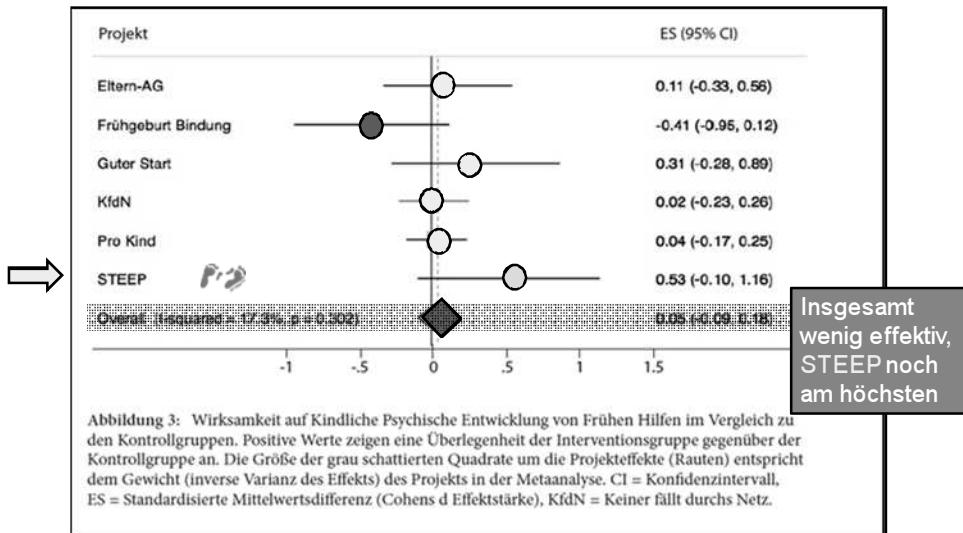 Projekt ES (95% CI)
Eltern-AG 0.11 (-0.33, 0.56)
Frühgeburt Bindung -0.41 (-0.95, 0.12)
Guter Start 0.31 (-0.28, 0.89)
KfdN 0.02 (-0.23, 0.26)
Pro Kind 0.04 (-0.17, 0.25)
STEEP 0.53 (-0.10, 1.16)
Overall (I-squared = 17.3%, p = 0.302) 0.05 (-0.09, 0.18)
-1 -.5 0 .5 1 1.5
Insgesamt
wenig effektiv,
STEEP noch
am höchsten
Abbildung 3: Wirksamkeit auf Kindliche Psychische Entwicklung von Frühen Hilfen im Vergleich zu
den Kontrollgruppen. Positive Werte zeigen eine Überlegenheit der Interventionsgruppe gegenüber der
Kontrollgruppe an. Die Größe der grau schattierten Quadrate um die Projekteffekte (Rauten) entspricht
dem Gewicht (inverse Varianz des Effekts) des Projekts in der Metaanalyse. CI = Konfidenzintervall,
ES = Standardisierte Mittelwertsdifferenz (Cohens d Effektstärke), KfdN = Keiner fällt durchs Netz.